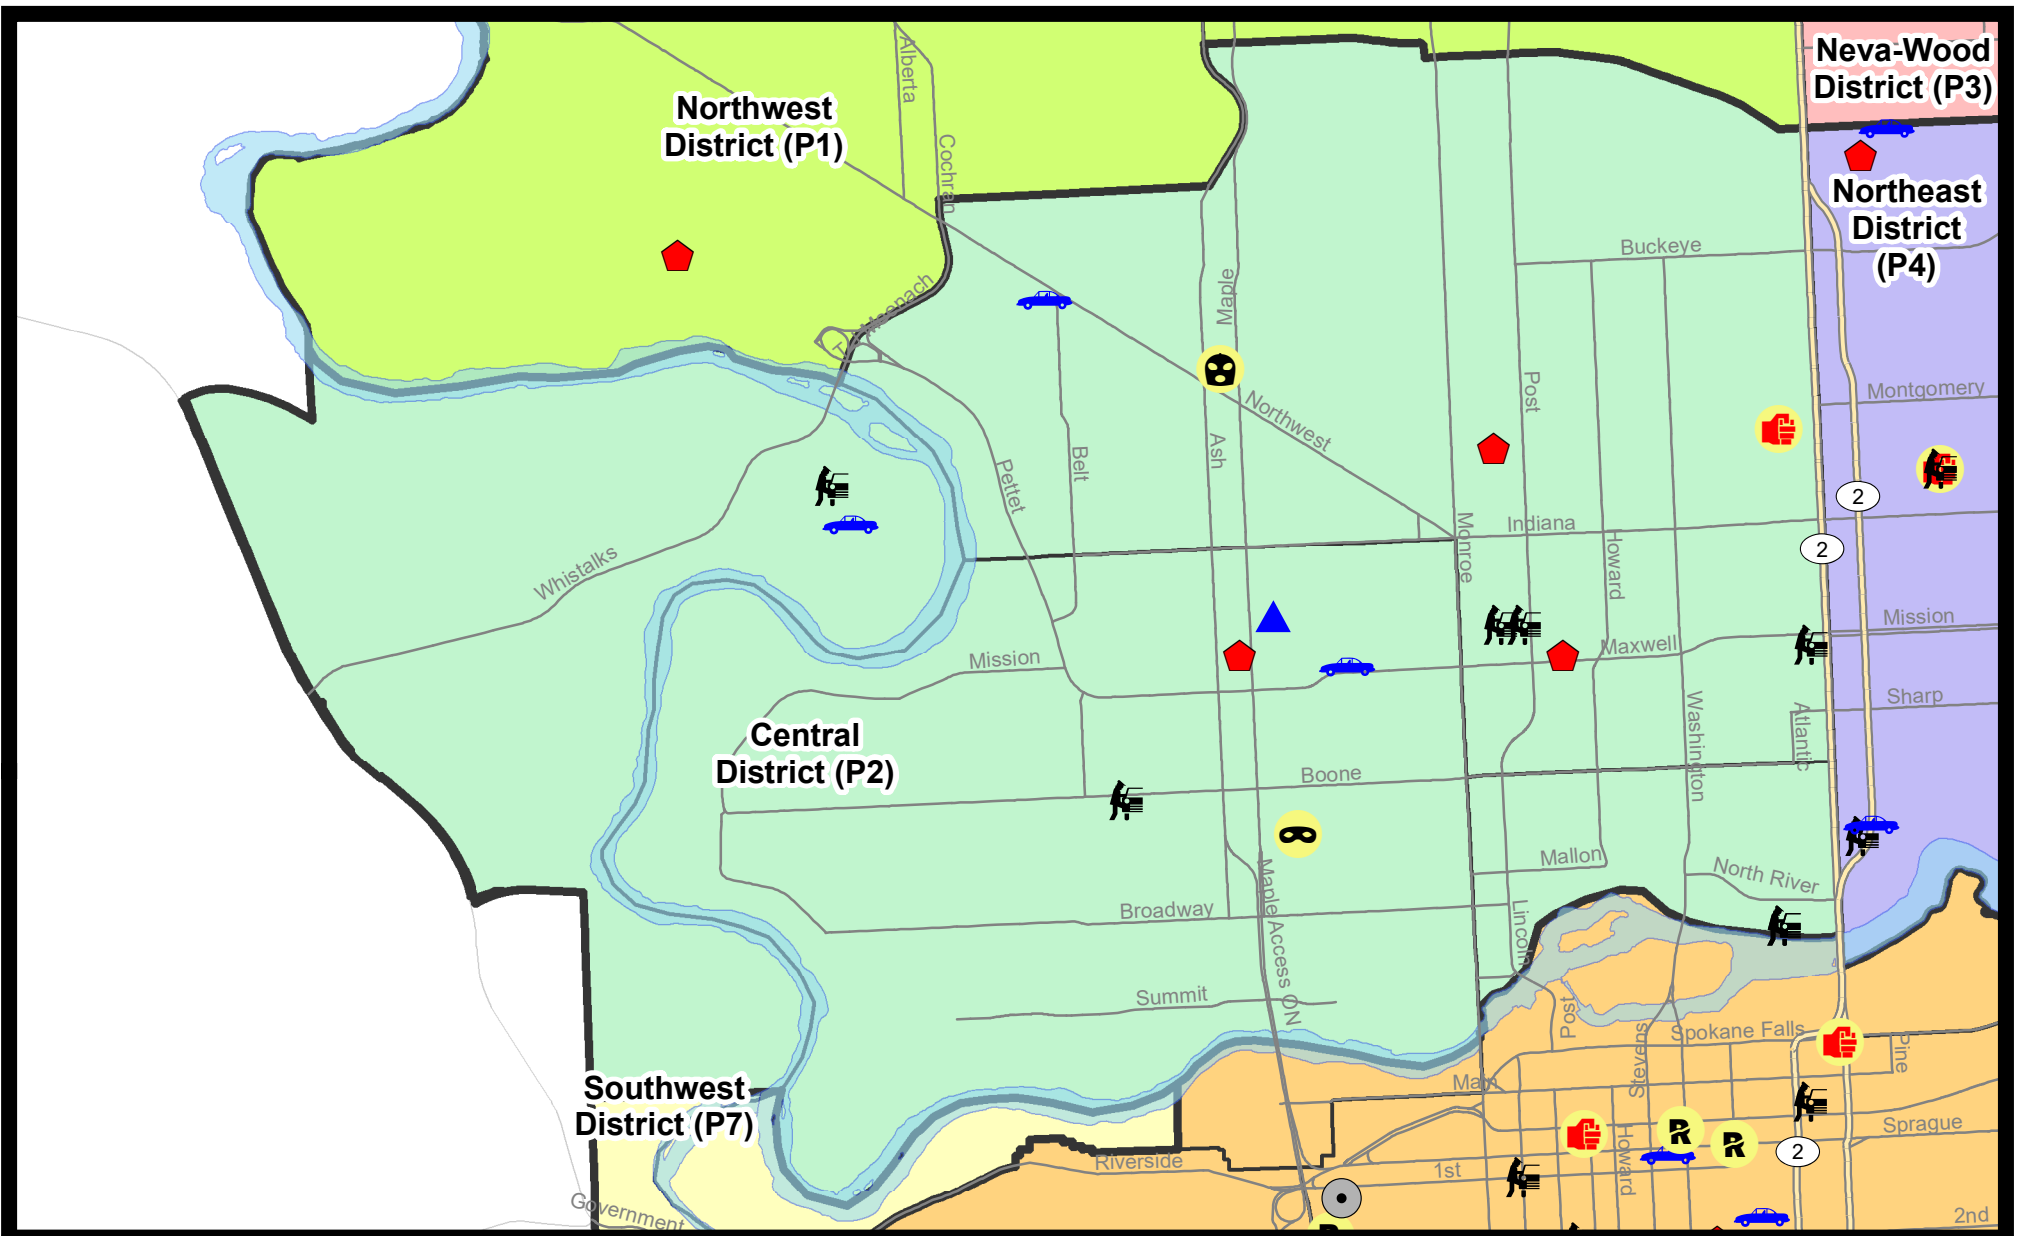 Neva-Wood
District (P3)
Alberta
Northwest
District (P1)
Cochran
Northeast
District
(P4)
Buckeye
Maple
Northwest
Post
Montgomery
Ash
Belt
Pettet
2
Indiana
Monroe
Howard
2
Whistalks
Mission
Maxwell
Mission
Sharp
Washington
Atlantic
Central
District (P2)
Boone
Mallon
North River
Maple Access ON
Broadway
Lincoln
Summit
Post
Stevens
Spokane Falls
Pine
Main
Southwest
District (P7)
R
R
Sprague
Howard
2
Riverside
1st
Government
2nd